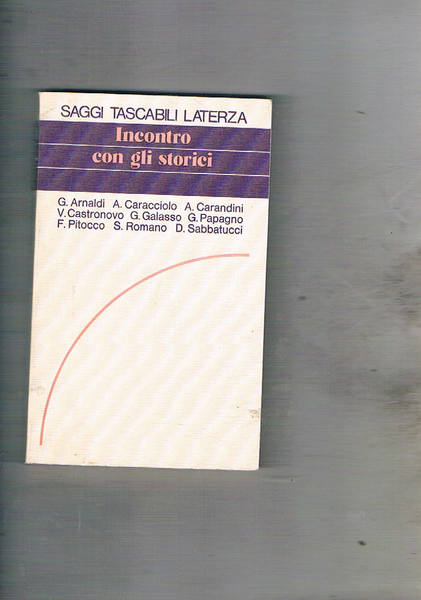 SAGGI TASCABILI LATERZA
Incontro
con gli storici
G. Arnaldi A. Caracciolo A. Carandini
V. Castronovo G. Galasso G. Papagno
F. Pitocco S. Romano D. Sabbatucci